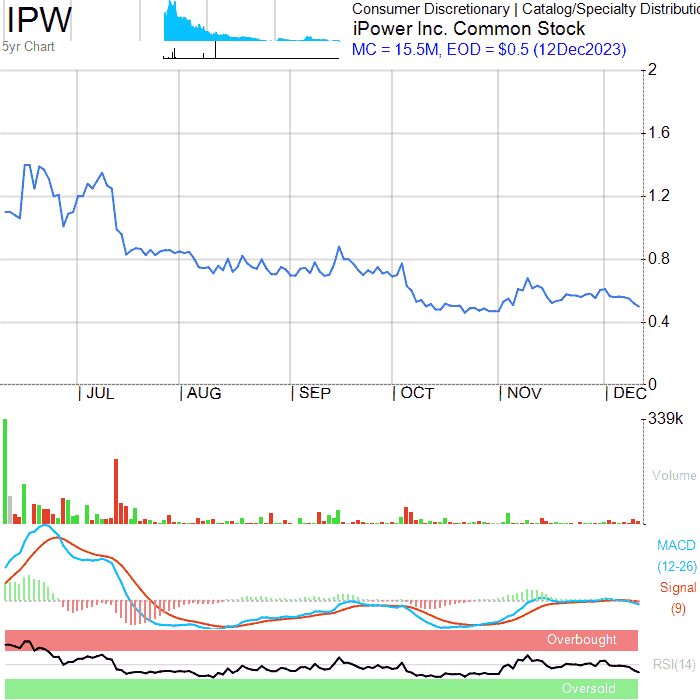 IPW
5yr Chart
Consumer Discretionary | Catalog/Specialty Distributio
iPower Inc. Common Stock
MC = 15.5M, EOD = $0.5 (12Dec2023)
2
1.6
1.2
0.8
0.4
0
JUL
AUG
SEP
OCT
NOV
DEC
339k
Volume
MACD
(12-26)
Signal
(9)
Overbought
RSI(14)
Oversold